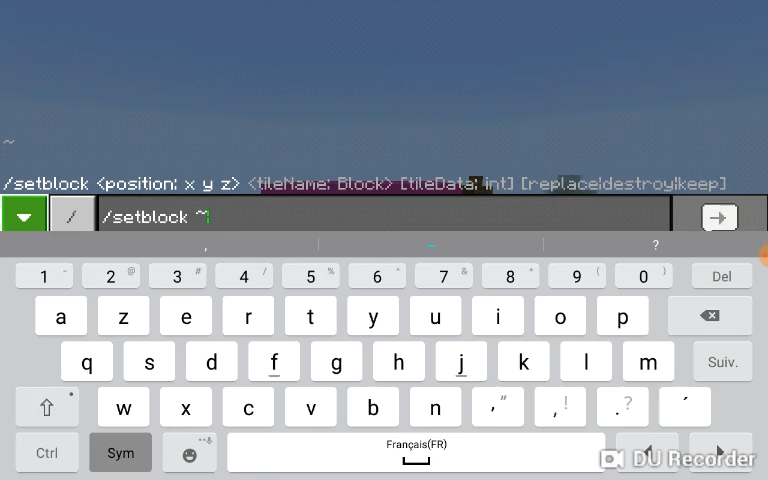 ~
/setblock <position: x y z> <tileName: Block> [tileData: int] [replace|destroy|keep]
/ /setblock ~
, – ?
1 - 2 @ 3 # 4 / 5 % 6 ^ 7 & 8 * 9 ( 0 ) Del
a z e r t y u i o p
q s d f g h j k l m Suiv.
w x c v b n ' " , ! . ? ´
Ctrl Sym Français(FR)
DU Recorder